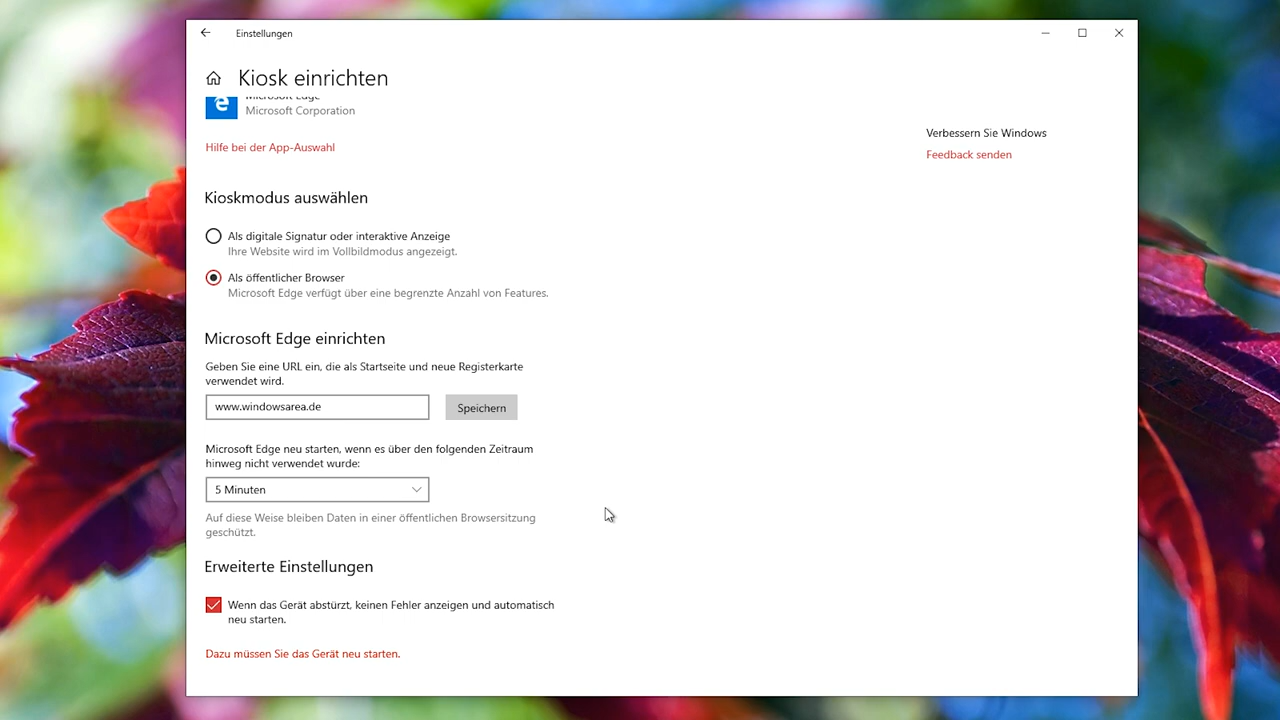 Einstellungen
Kiosk einrichten
Microsoft Edge
Microsoft Corporation
Hilfe bei der App-Auswahl
Verbessern Sie Windows
Feedback senden
Kioskmodus auswählen
Als digitale Signatur oder interaktive Anzeige
Ihre Website wird im Vollbildmodus angezeigt.
Als öffentlicher Browser
Microsoft Edge verfügt über eine begrenzte Anzahl von Features.
Microsoft Edge einrichten
Geben Sie eine URL ein, die als Startseite und neue Registerkarte
verwendet wird.
www.windowsarea.de
Speichern
Microsoft Edge neu starten, wenn es über den folgenden Zeitraum
hinweg nicht verwendet wurde:
5 Minuten
Auf diese Weise bleiben Daten in einer öffentlichen Browsersitzung
geschützt.
Erweiterte Einstellungen
Wenn das Gerät abstürzt, keinen Fehler anzeigen und automatisch
neu starten.
Dazu müssen Sie das Gerät neu starten.